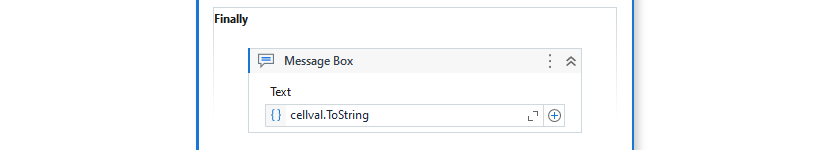 Finally
Message Box
Text
{} cellval.ToString